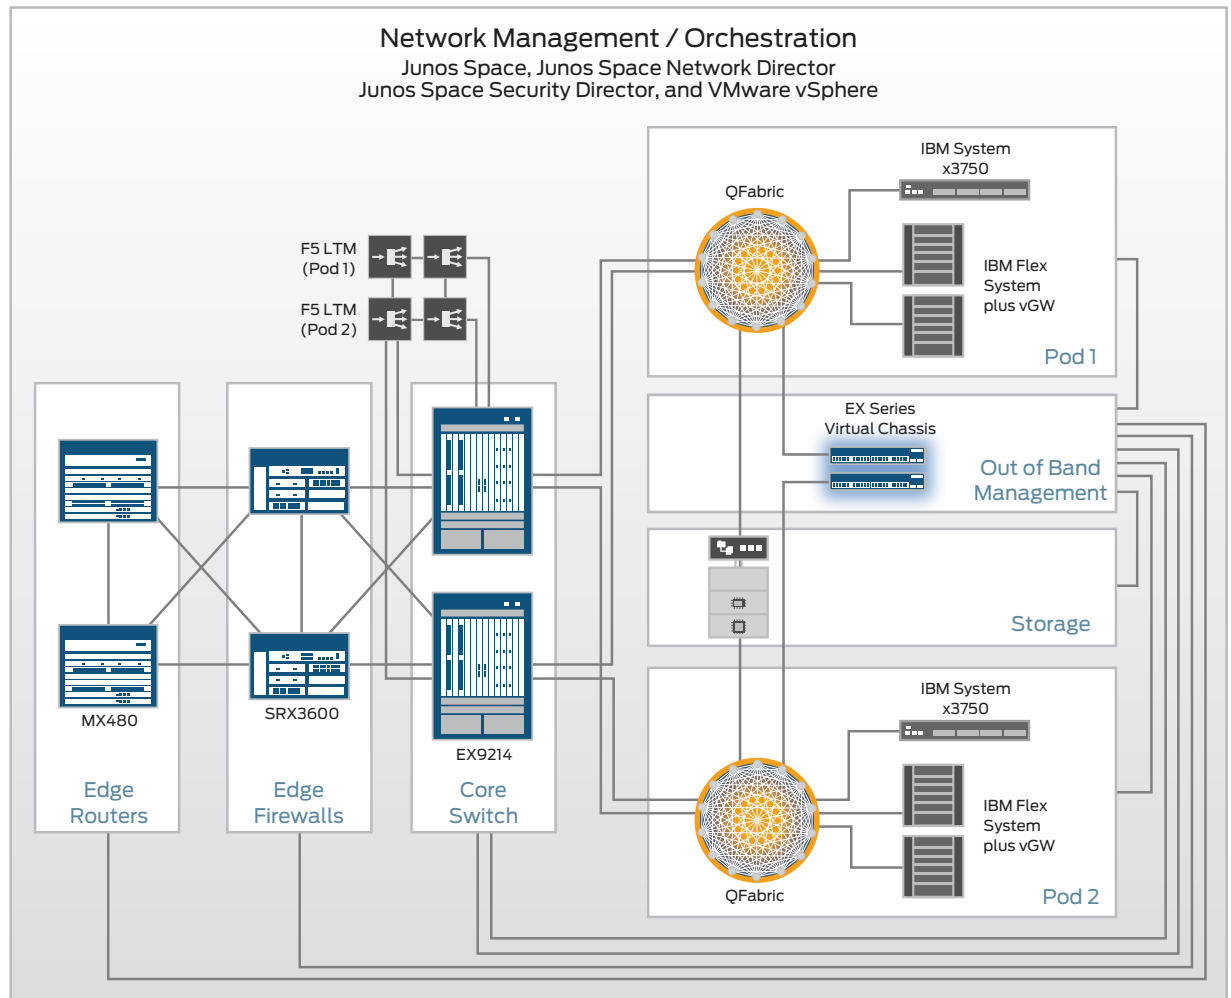 Network Management / Orchestration
Junos Space, Junos Space Network Director
Junos Space Security Director, and VMware vSphere
IBM System
x3750
QFabric
F5 LTM
(Pod 1)
IBM Flex
System
plus vGW
F5 LTM
(Pod 2)
Pod 1
EX Series
Virtual Chassis
Out of Band
Management
Storage
MX480
SRX3600
EX9214
IBM System
x3750
Edge
Routers
Edge
Firewalls
Core
Switch
IBM Flex
System
plus vGW
QFabric
Pod 2